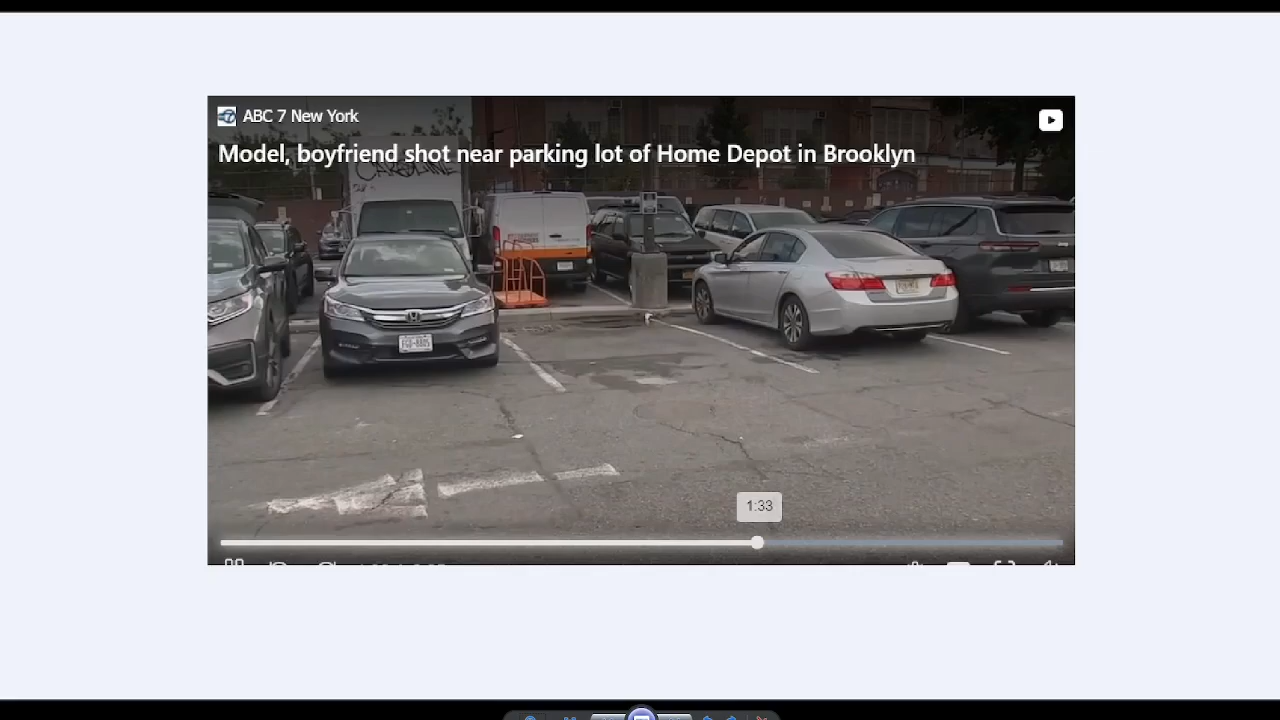 ABC 7 New York
Model, boyfriend shot near parking lot of Home Depot in Brooklyn
1:33